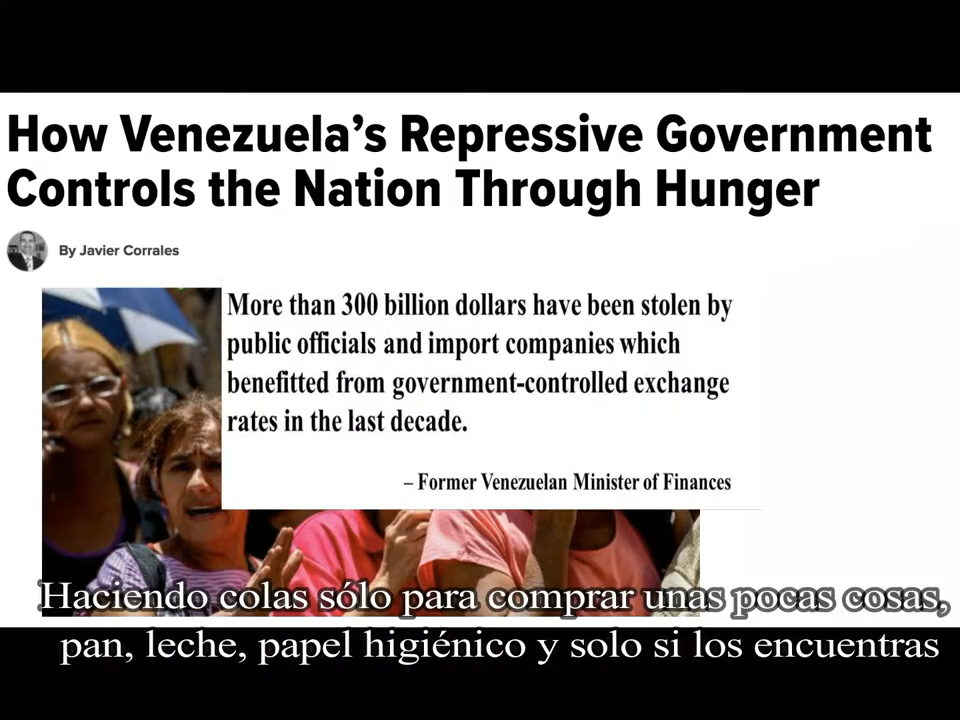 How Venezuela's Repressive Government
Controls the Nation Through Hunger
By Javier Corrales
More than 300 billion dollars have been stolen by
public officials and import companies which
benefitted from government-controlled exchange
rates in the last decade.
– Former Venezuelan Minister of Finances
Haciendo colas sólo para comprar unas pocas cosas,
pan, leche, papel higiénico y solo si los encuentras